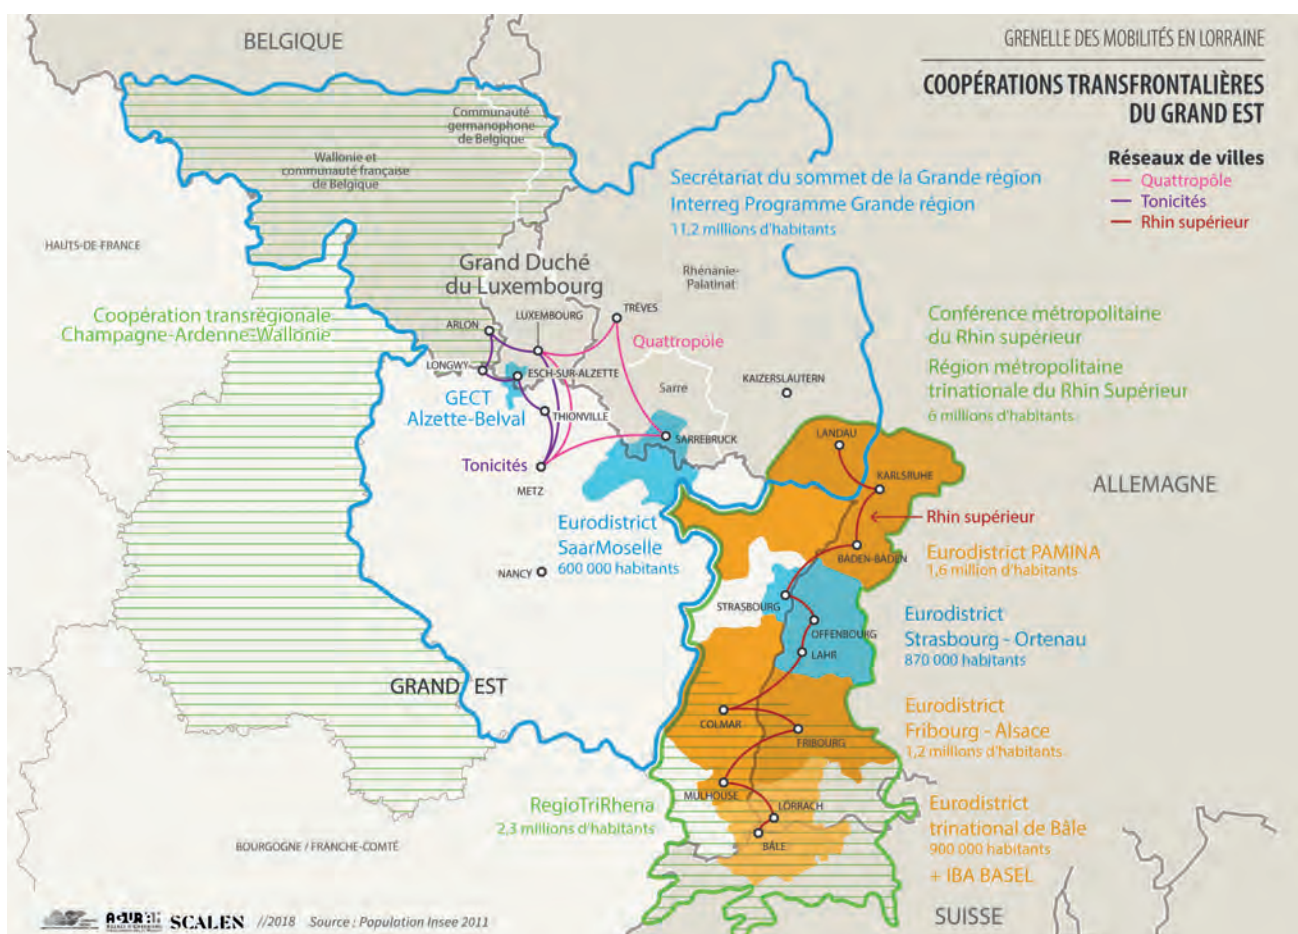 BELGIQUE
GRENELLE DES MOBILITÉS EN LORRAINE
COOPÉRATIONS TRANSFRONTALIÈRES
DU GRAND EST
Réseaux de villes
Quattropôle
Tonicités
Rhin supérieur
Communauté
germanophone
de Belgique
Wallonie et
communauté française
de Belgique
Secrétariat du sommet de la Grande région
Interreg Programme Grande région
11,2 millions d'habitants
HAUTS-DE-FRANCE
Grand Duché
du Luxembourg
Rhénanie-
Palatinat
Coopération transrégionale
Champagne-Ardenne-Wallonie
ARLON
LUXEMBOURG
TRÈVES
Quattropôle
Conférence métropolitaine
du Rhin supérieur
Région métropolitaine
trinationale du Rhin Supérieur
6 millions d'habitants
LONGWY
ESCH-SUR-ALZETTE
Sarre
KAIZERSLAUTERN
GECT
Alzette-Belval
THIONVILLE
SARREBRUCK
LANDAU
Tonicités
METZ
KARLSRUHE
ALLEMAGNE
Eurodistrict
SaarMoselle
600 000 habitants
Rhin supérieur
BADEN-BADEN
Eurodistrict PAMINA
1,6 million d'habitants
NANCY
STRASBOURG
OFFENBOURG
LAHR
Eurodistrict
Strasbourg - Ortenau
870 000 habitants
GRAND EST
COLMAR
FRIBOURG
Eurodistrict
Fribourg - Alsace
1,2 millions d'habitants
MULHOUSE
LÖRRACH
BÂLE
RegioTriRhena
2,3 millions d'habitants
Eurodistrict
trinational de Bâle
900 000 habitants
+ IBA BASEL
BOURGOGNE / FRANCHE-COMTÉ
SUISSE
SCALEN //2018 Source : Population Insee 2011